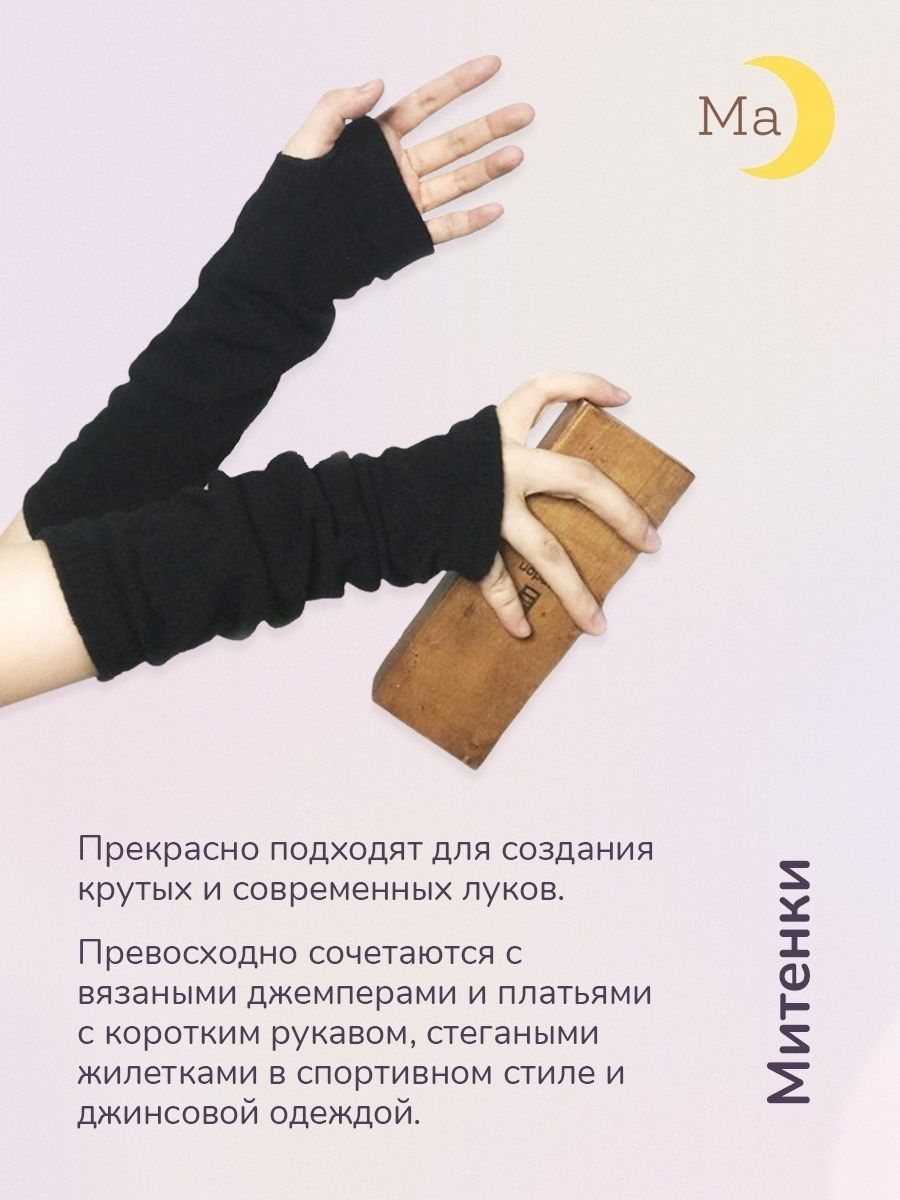 Ma
Прекрасно подходят для создания
крутых и современных луков.
Превосходно сочетаются с
вязаными джемперами и платьями
с коротким рукавом, стегаными
жилетками в спортивном стиле и
джинсовой одеждой.
Митенки